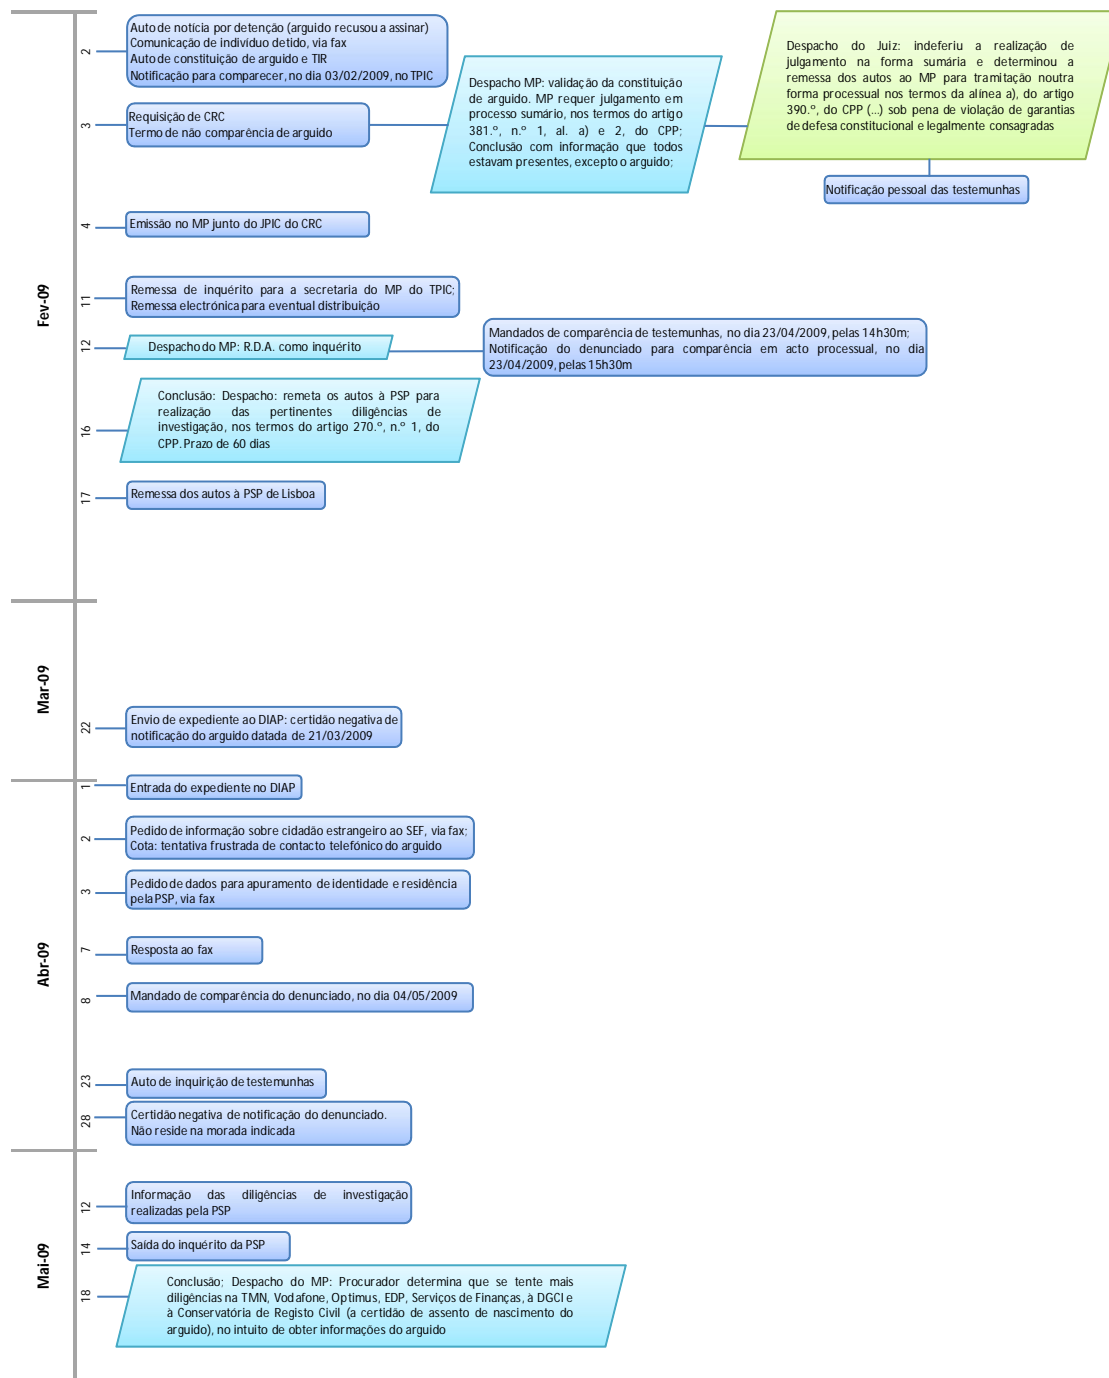 Fev-09
2
Auto de notícia por detenção (arguido recusou a assinar)
Comunicação de indivíduo detido, via fax
Auto de constituição de arguido e TIR
Notificação para comparecer, no dia 03/02/2009, no TPIC
3
Requisição de CRC
Termo de não comparência de arguido
Despacho MP: validação da constituição
de arguido. MP requer julgamento em
processo sumário, nos termos do artigo
381.º, n.º 1, al. a) e 2, do CPP;
Conclusão com informação que todos
estavam presentes, excepto o arguido;
Despacho do Juiz: indeferiu a realização de
julgamento na forma sumária e determinou a
remessa dos autos ao MP para tramitação noutra
forma processual nos termos da alínea a), do artigo
390.º, do CPP (...) sob pena de violação de garantias
de defesa constitucional e legalmente consagradas
Notificação pessoal das testemunhas
4
Emissão no MP junto do JPIC do CRC
11
Remessa de inquérito para a secretaria do MP do TPIC;
Remessa electrónica para eventual distribuição
12
Despacho do MP: R.D.A. como inquérito
Mandados de comparência de testemunhas, no dia 23/04/2009, pelas 14h30m;
Notificação do denunciado para comparência em acto processual, no dia
23/04/2009, pelas 15h30m
16
Conclusão: Despacho: remeta os autos à PSP para
realização das pertinentes diligências de
investigação, nos termos do artigo 270.º, n.º 1, do
CPP. Prazo de 60 dias
17
Remessa dos autos à PSP de Lisboa
Mar-09
22
Envio de expediente ao DIAP: certidão negativa de
notificação do arguido datada de 21/03/2009
Abr-09
1
Entrada do expediente no DIAP
2
Pedido de informação sobre cidadão estrangeiro ao SEF, via fax;
Cota: tentativa frustrada de contacto telefónico do arguido
3
Pedido de dados para apuramento de identidade e residência
pela PSP, via fax
7
Resposta ao fax
8
Mandado de comparência do denunciado, no dia 04/05/2009
23
Auto de inquirição de testemunhas
28
Certidão negativa de notificação do denunciado.
Não reside na morada indicada
Mai-09
12
Informação das diligências de investigação
realizadas pela PSP
14
Saída do inquérito da PSP
18
Conclusão; Despacho do MP: Procurador determina que se tente mais
diligências na TMN, Vodafone, Optimus, EDP, Serviços de Finanças, à DGCI e
à Conservatória de Registo Civil (a certidão de assento de nascimento do
arguido), no intuito de obter informações do arguido